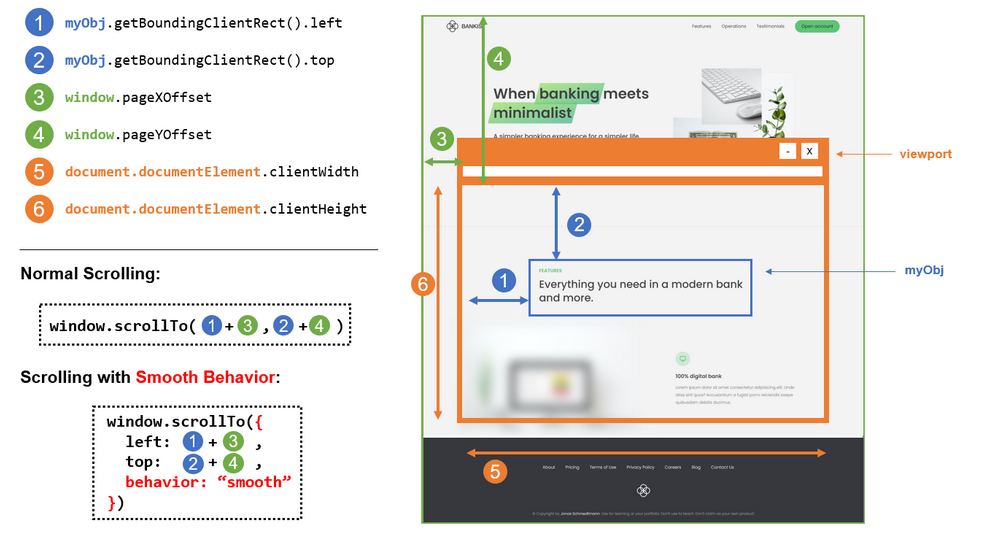 1 myObj.getBoundingClientRect().left
2 myObj.getBoundingClientRect().top
3 window.pageXOffset
4 window.pageYOffset
5 document.documentElement.clientWidth
6 document.documentElement.clientHeight
Normal Scrolling:
window.scrollTo( 1 + 3 , 2 + 4 )
Scrolling with Smooth Behavior:
window.scrollTo({
left: 1 + 3 ,
top: 2 + 4 ,
behavior: “smooth”
})
BANKIS
Features Operations Testimonials Open account
4
When banking meets
minimalist
A simpler banking experience for a simpler life.
3
- X
viewport
2
6
1
FEATURES
Everything you need in a modern bank
and more.
myObj
100% digital bank
Lorem ipsum dolor sit amet consectetur adipisicing elit. Unde
alias sint quos? Accusantium a fugiat porro reiciendis saepe
quibusdam debitis ducimus.
5
About Pricing Terms of Use Privacy Policy Careers Blog Contact Us
© Copyright by Jonas Schmedtmann. Use for learning or your portfolio. Don't use to teach. Don't claim as your own product.